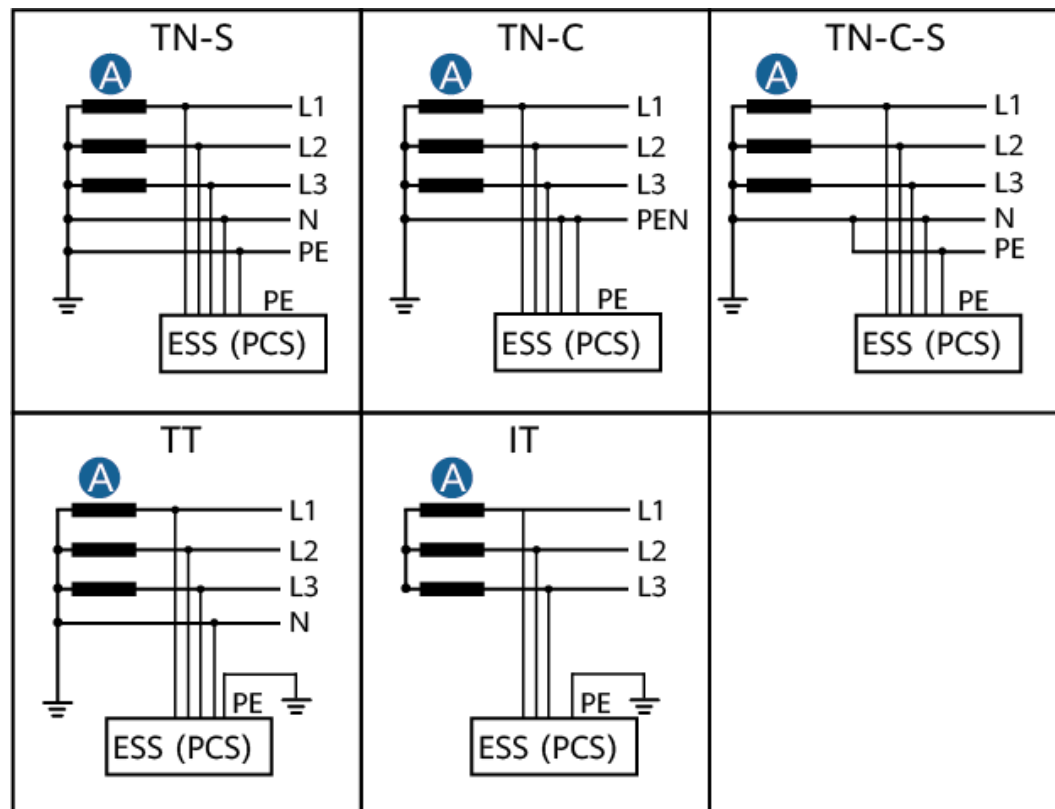 TN-S
A
L1
L2
L3
N
PE
PE
ESS (PCS)
TN-C
A
L1
L2
L3
PEN
PE
ESS (PCS)
TN-C-S
A
L1
L2
L3
N
PE
PE
ESS (PCS)
TT
A
L1
L2
L3
N
PE
ESS (PCS)
IT
A
L1
L2
L3
PE
ESS (PCS)